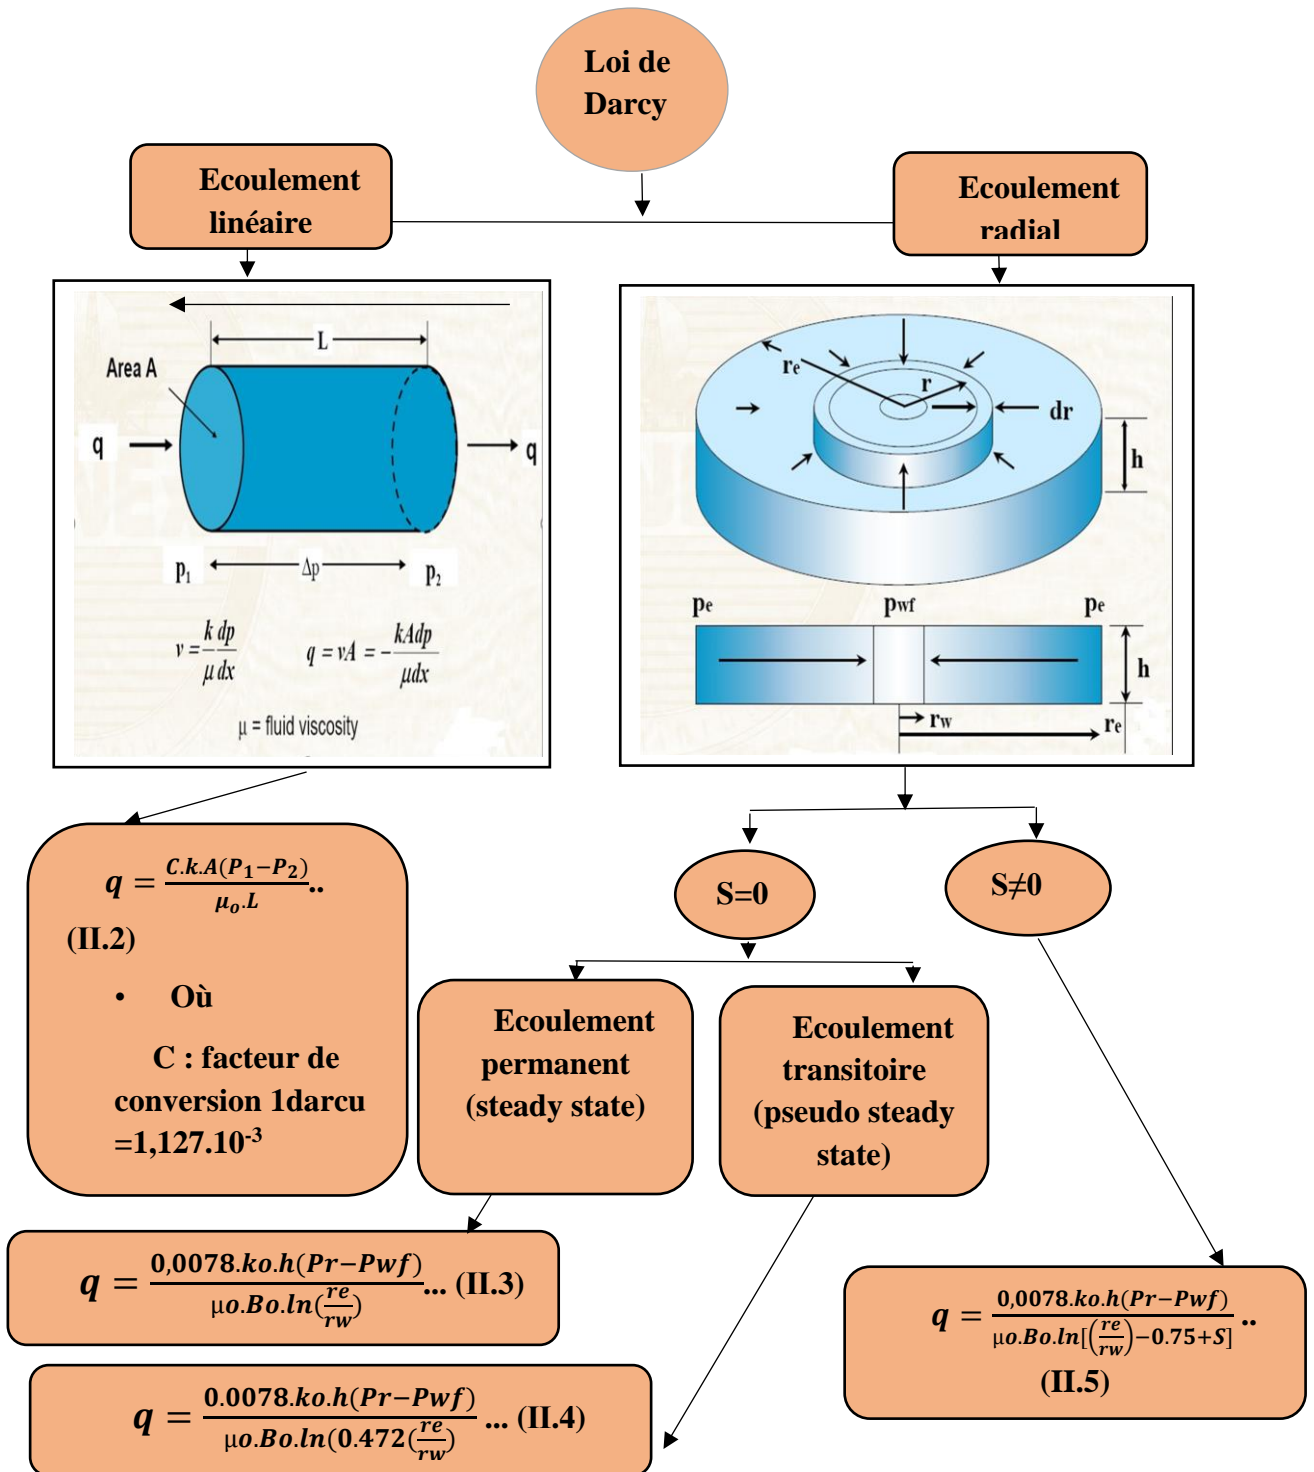 Loi de
Darcy
Ecoulement
linéaire
Ecoulement
radial
L
Area A
q
q
p₁
Δp
p₂
v = k/μ dp/dx
q = vA = - kAdp/μdx
μ = fluid viscosity
re
r
dr
h
pe
pwf
pe
h
rw
re
q = C.k.A(P₁−P₂)/μₒ.L ..
(II.2)
• Où
C : facteur de
conversion 1darcu
=1,127.10⁻³
S=0
S≠0
Ecoulement
permanent
(steady state)
Ecoulement
transitoire
(pseudo steady
state)
q = 0,0078.ko.h(Pr−Pwf)/μo.Bo.ln(re/rw) ... (II.3)
q = 0.0078.ko.h(Pr−Pwf)/μo.Bo.ln(0.472(re/rw) ... (II.4)
q = 0,0078.ko.h(Pr−Pwf)/μo.Bo.ln[(re/rw)−0.75+S] ..
(II.5)